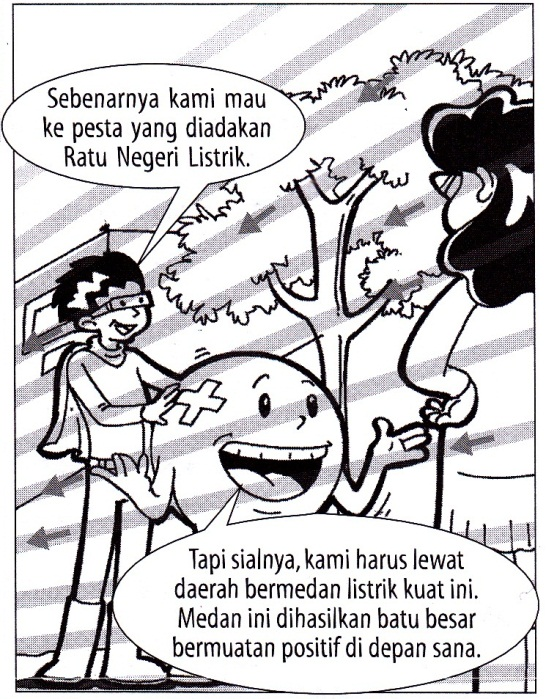 Sebenarnya kami mau
ke pesta yang diadakan
Ratu Negeri Listrik.
Tapi sialnya, kami harus lewat
daerah bermedan listrik kuat ini.
Medan ini dihasilkan batu besar
bermuatan positif di depan sana.